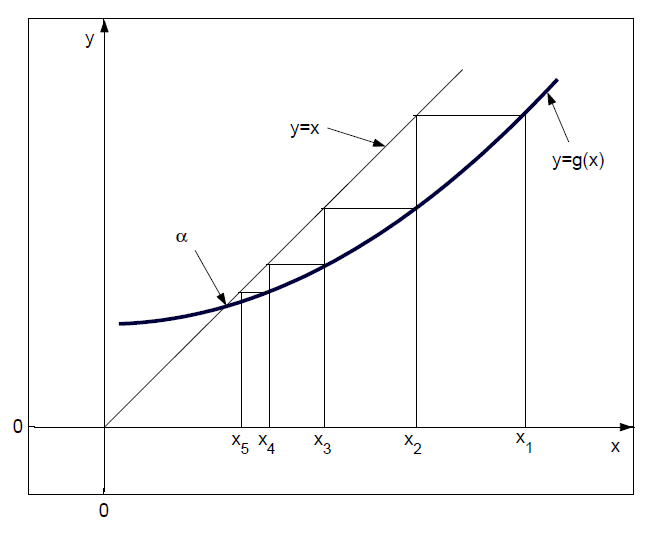 y
y=x
y=g(x)
α
0
x₅
x₄
x₃
x₂
x₁
x
0